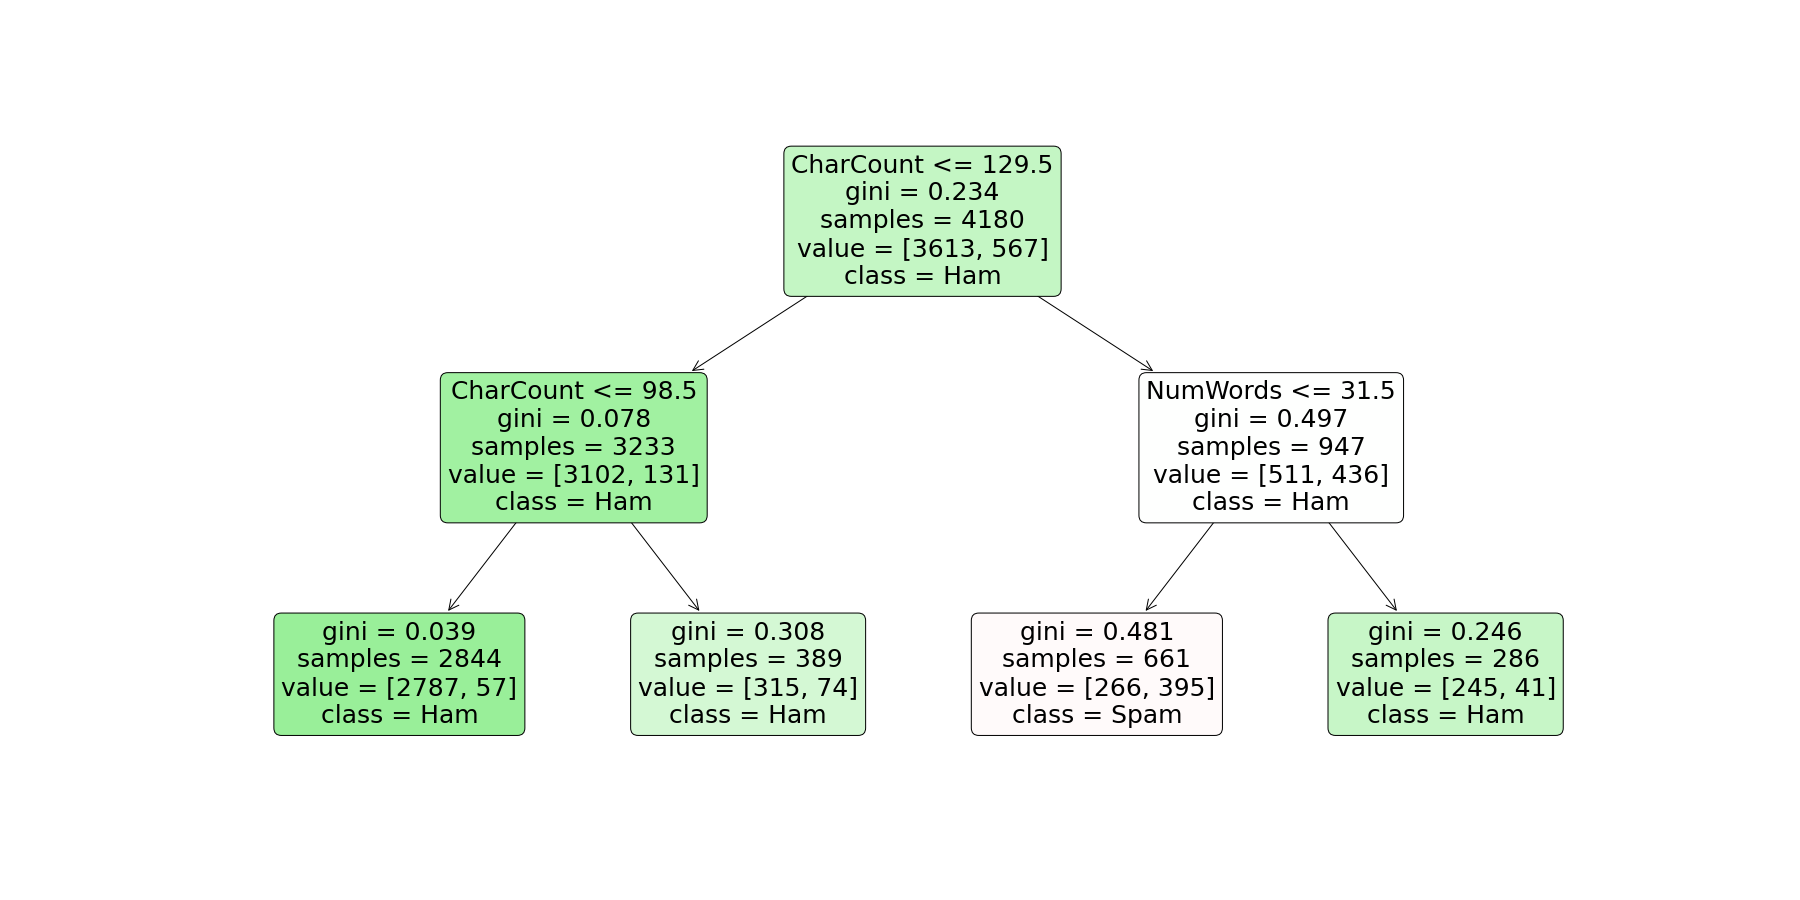 CharCount <= 129.5
gini = 0.234
samples = 4180
value = [3613, 567]
class = Ham
CharCount <= 98.5
gini = 0.078
samples = 3233
value = [3102, 131]
class = Ham
NumWords <= 31.5
gini = 0.497
samples = 947
value = [511, 436]
class = Ham
gini = 0.039
samples = 2844
value = [2787, 57]
class = Ham
gini = 0.308
samples = 389
value = [315, 74]
class = Ham
gini = 0.481
samples = 661
value = [266, 395]
class = Spam
gini = 0.246
samples = 286
value = [245, 41]
class = Ham